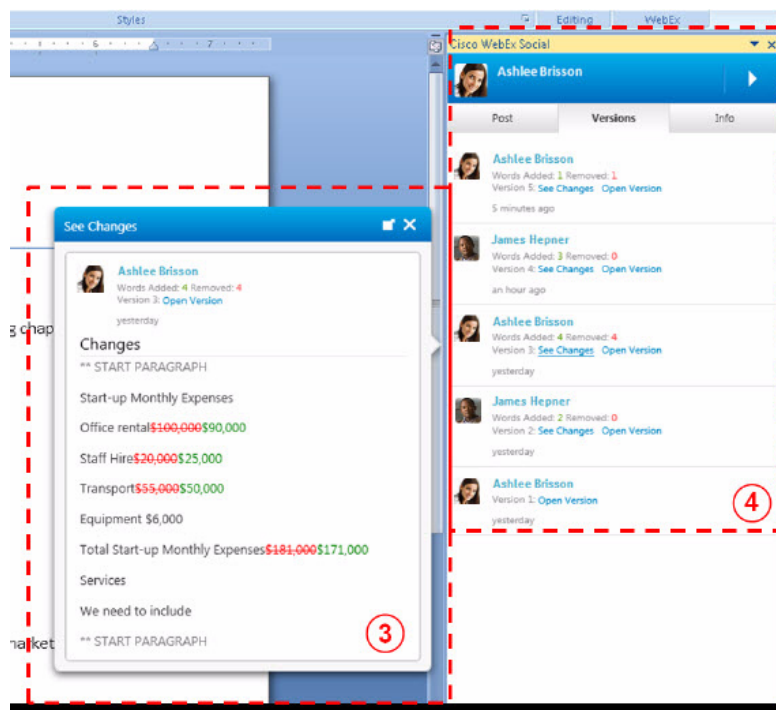 Styles
Editing
WebEx
6
7
Cisco WebEx Social
Ashlee Brisson
Post
Versions
Info
Ashlee Brisson
Words Added: 1 Removed: 1
Version 5: See Changes Open Version
5 minutes ago
James Hepner
Words Added: 3 Removed: 0
Version 4: See Changes Open Version
an hour ago
Ashlee Brisson
Words Added: 4 Removed: 4
Version 3: See Changes Open Version
yesterday
James Hepner
Words Added: 2 Removed: 0
Version 2: See Changes Open Version
yesterday
Ashlee Brisson
Version 1: Open Version
yesterday
4
g chap
market
See Changes
Ashlee Brisson
Words Added: 4 Removed: 4
Version 3: Open Version
yesterday
Changes
** START PARAGRAPH
Start-up Monthly Expenses
Office rental$100,000$90,000
Staff Hire$20,000$25,000
Transport$55,000$50,000
Equipment $6,000
Total Start-up Monthly Expenses$181,000$171,000
Services
We need to include
** START PARAGRAPH
3